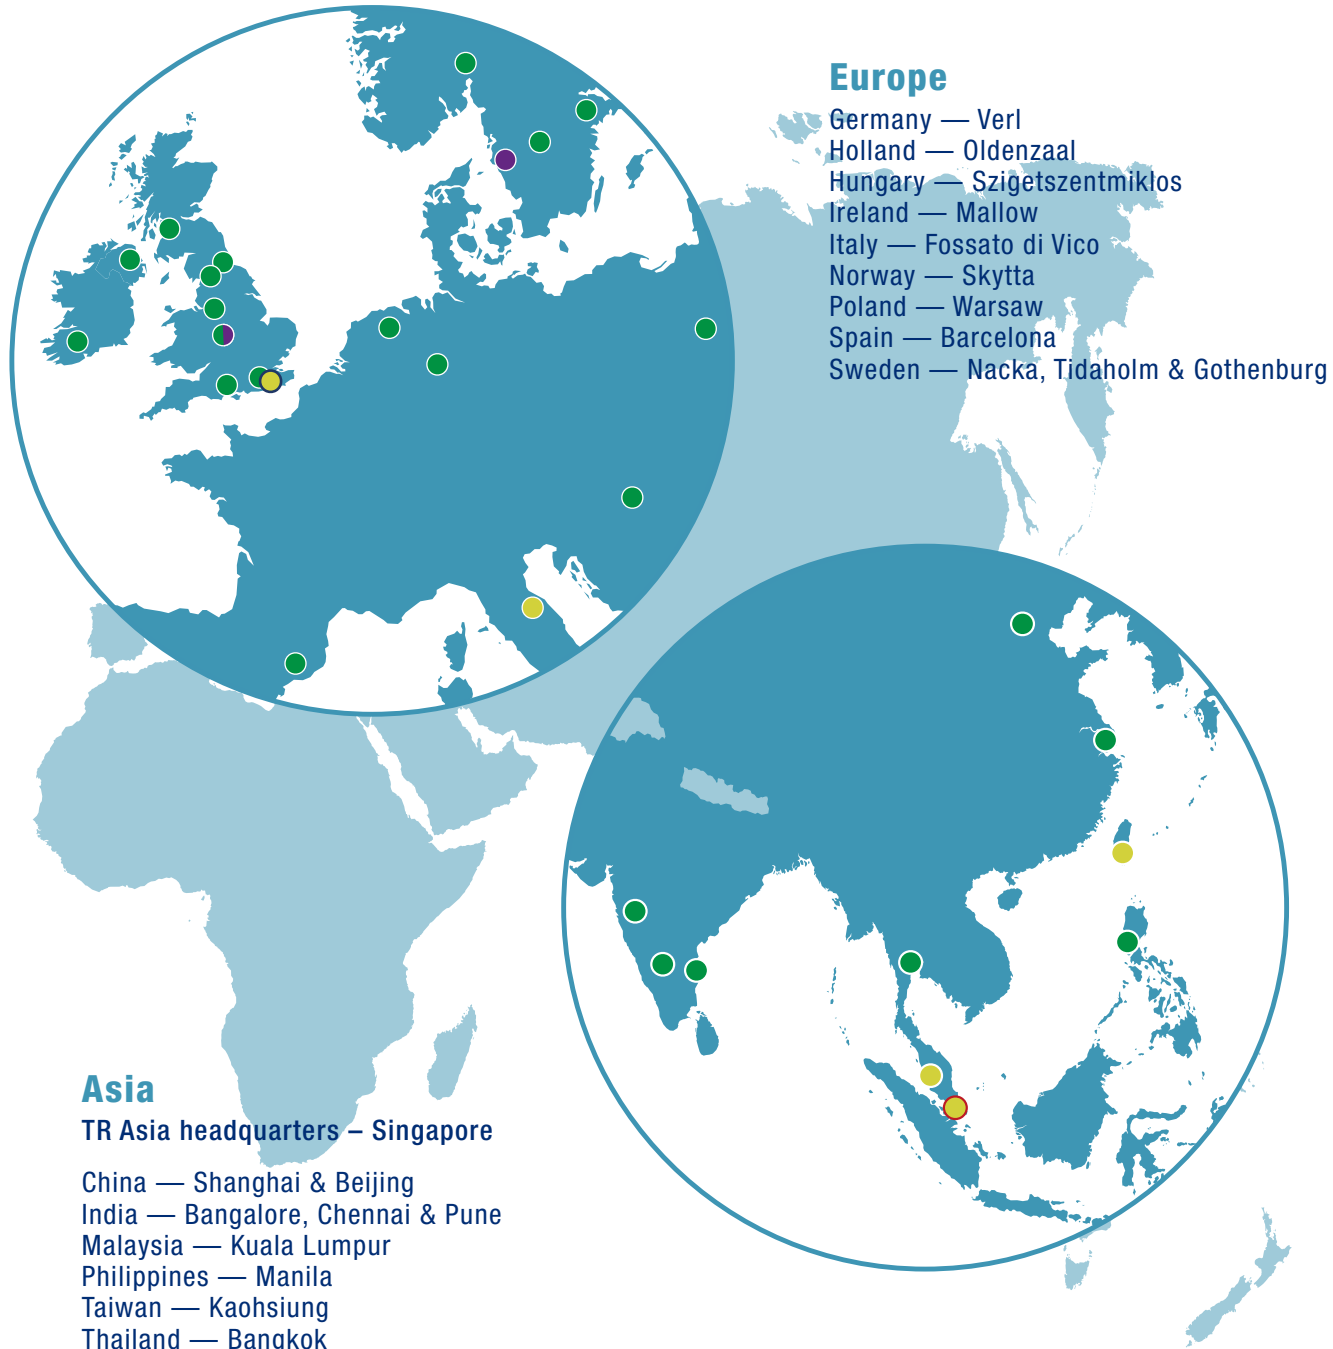 Europe
Germany — Verl
Holland — Oldenzaal
Hungary — Szigetszentmiklos
Ireland — Mallow
Italy — Fossato di Vico
Norway — Skytta
Poland — Warsaw
Spain — Barcelona
Sweden — Nacka, Tidaholm & Gothenburg
Asia
TR Asia headquarters – Singapore
China — Shanghai & Beijing
India — Bangalore, Chennai & Pune
Malaysia — Kuala Lumpur
Philippines — Manila
Taiwan — Kaohsiung
Thailand — Bangkok